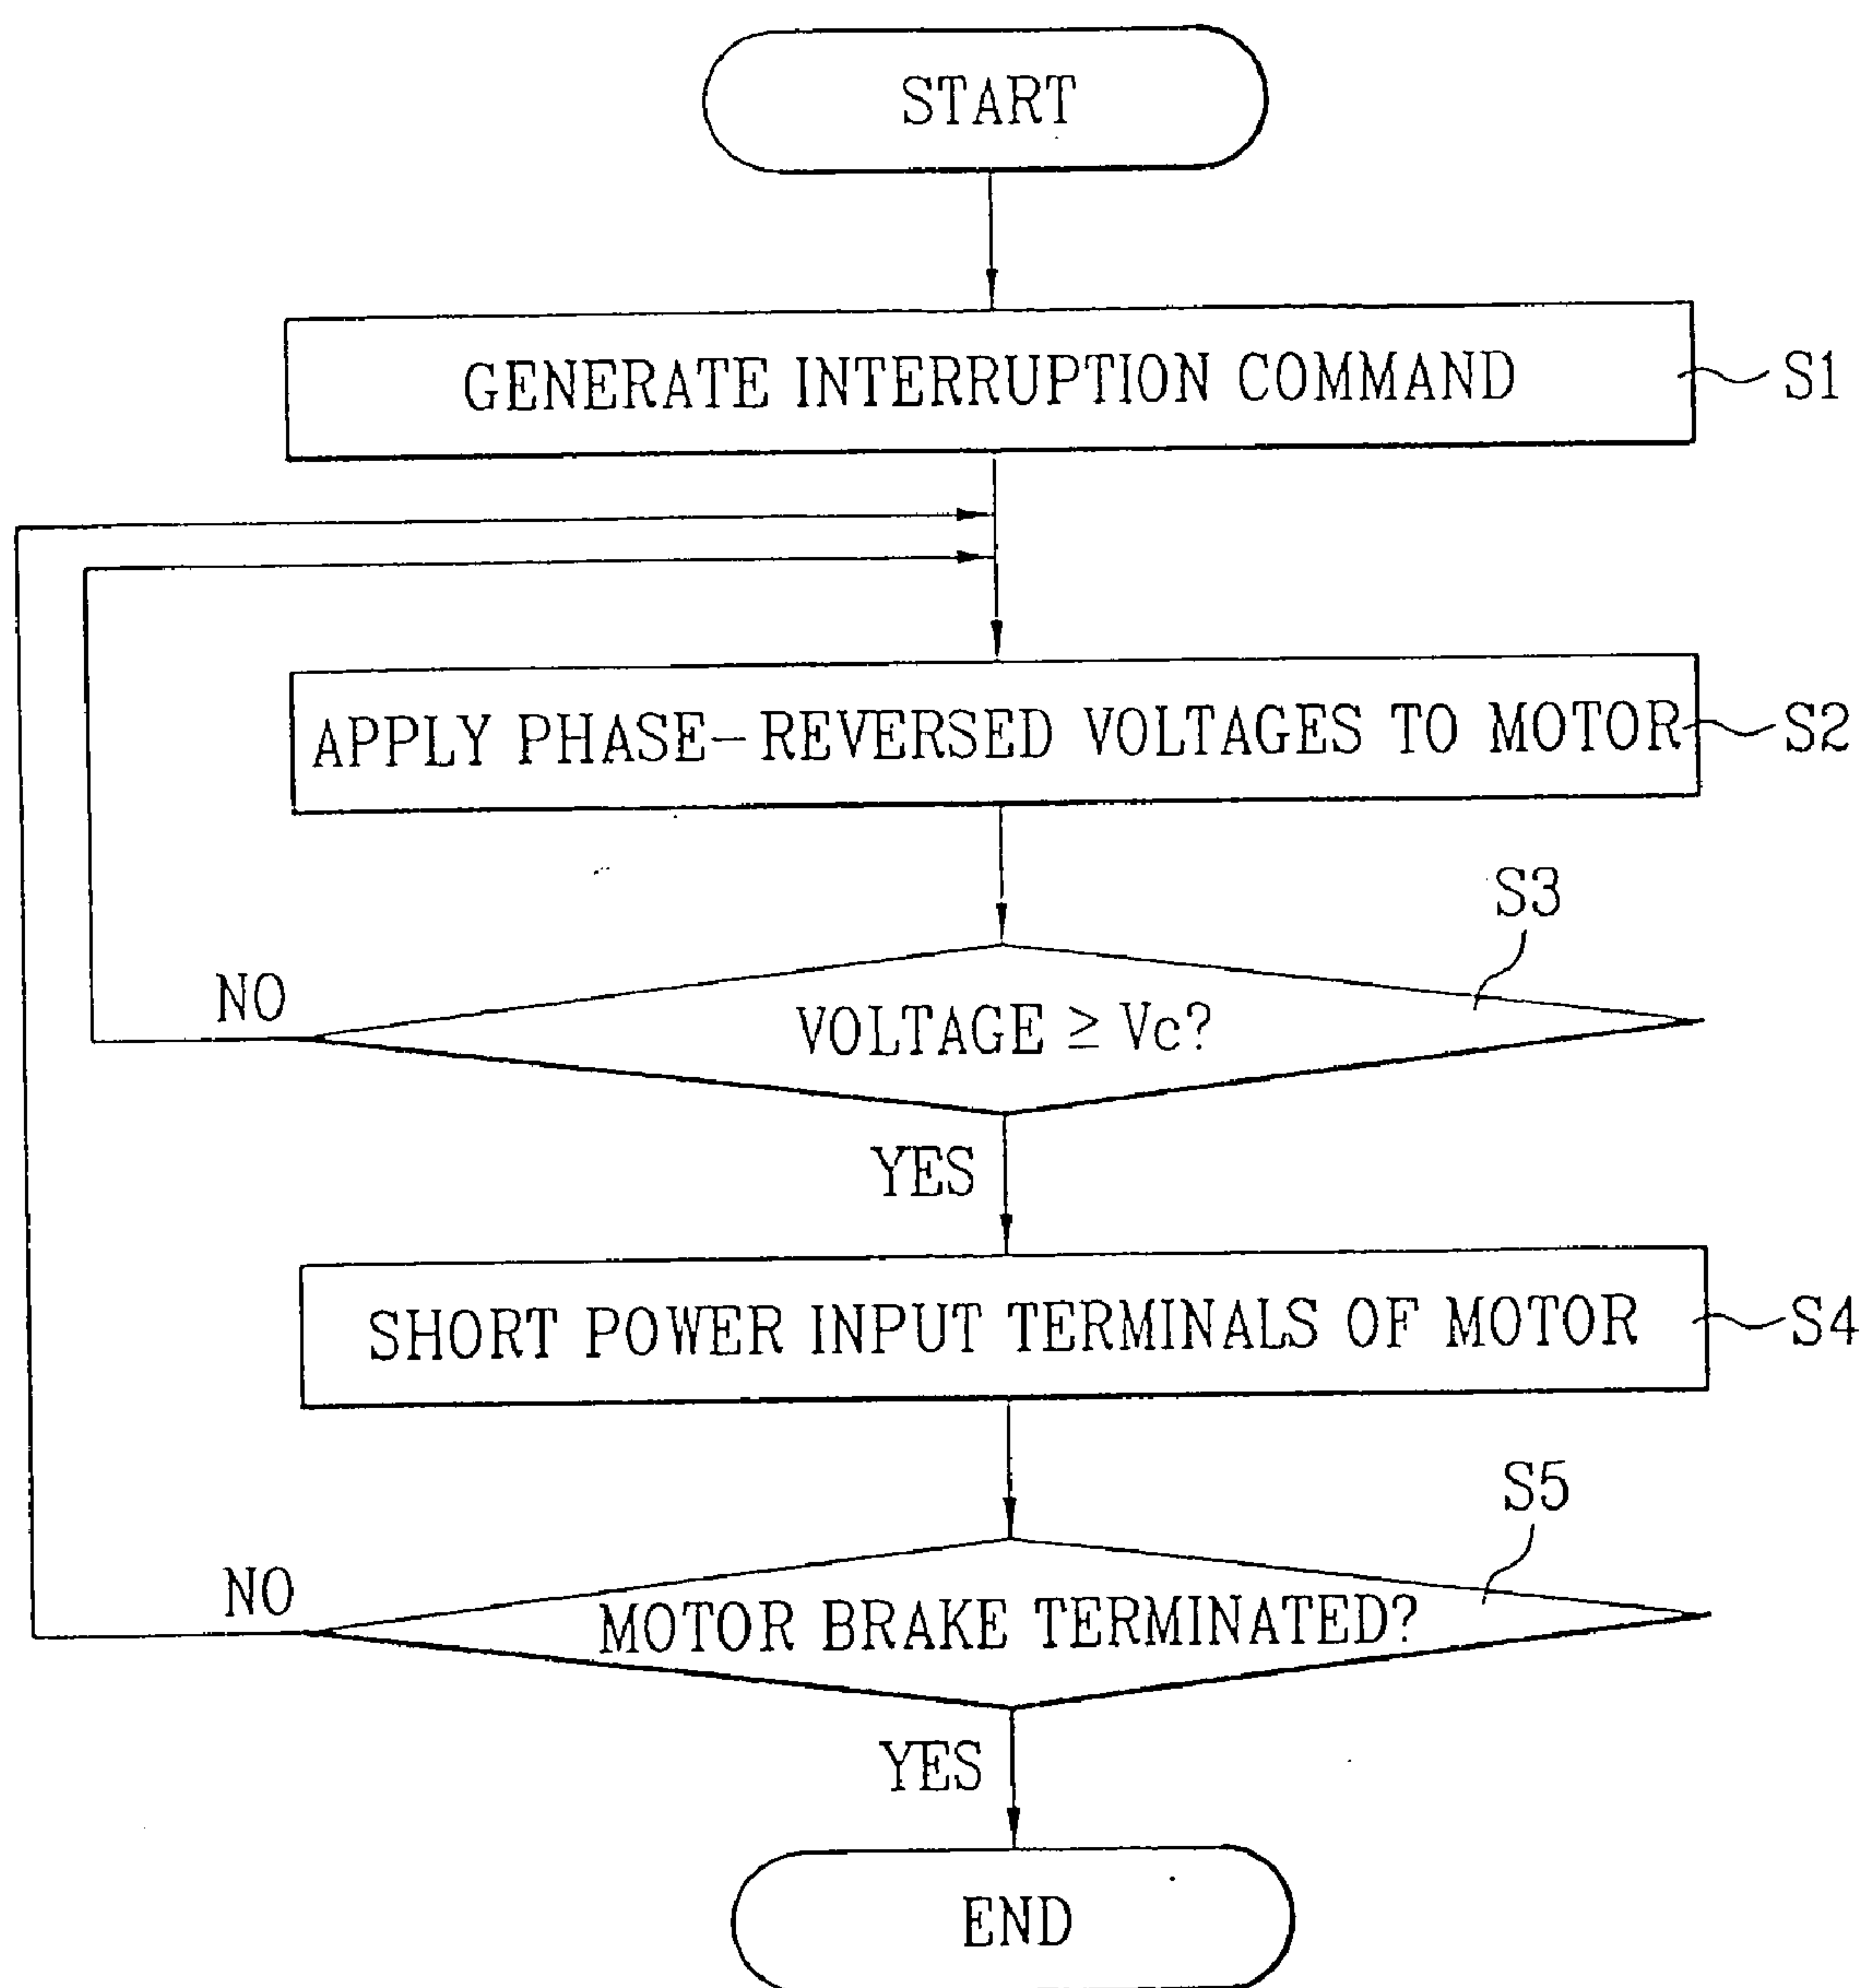 START
GENERATE INTERRUPTION COMMAND
S1
APPLY PHASE-REVERSED VOLTAGES TO MOTOR
S2
S3
NO
VOLTAGE ≥ Vc?
YES
SHORT POWER INPUT TERMINALS OF MOTOR
S4
S5
NO
MOTOR BRAKE TERMINATED?
YES
END